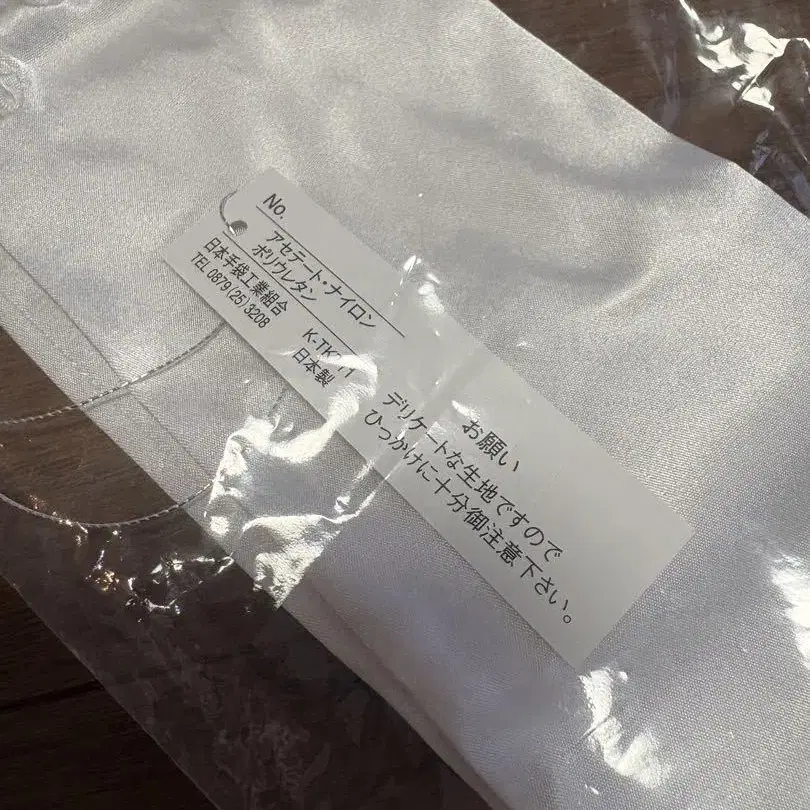 No.
アセテート・ナイロン
ポリウレタン
日本手袋工業組合
TEL 0879(25)3208
日本製
お願い
デリケートな生地ですので
ひっかけに十分御注意下さい。